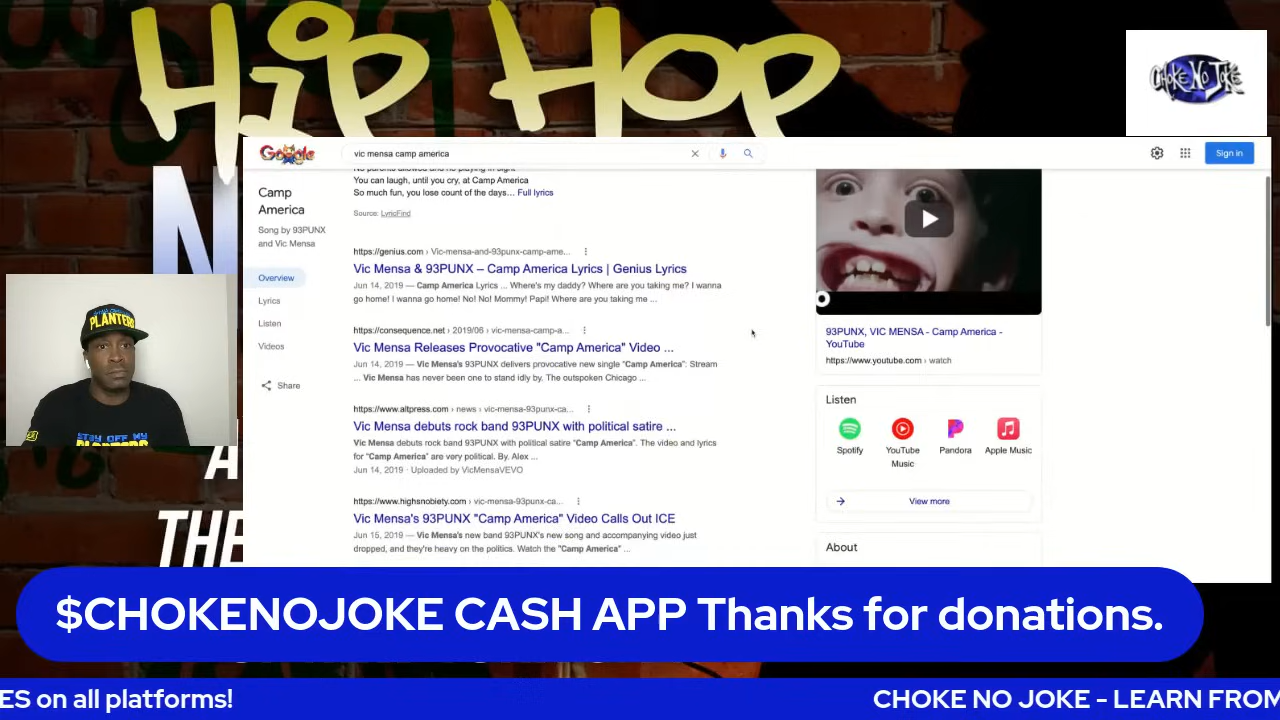 HiP HOP
CHOKE NO JOKE
N
A
THE
Google
vic mensa camp america
Sign in
Camp
America
Song by 93PUNX
and Vic Mensa
Overview
Lyrics
Listen
Videos
Share
You can laugh, until you cry, at Camp America
So much fun, you lose count of the days... Full lyrics
Source: LyricFind
https://genius.com › Vic-mensa-and-93punx-camp-ame...
Vic Mensa & 93PUNX – Camp America Lyrics | Genius Lyrics
Jun 14, 2019 — Camp America Lyrics ... Where's my daddy? Where are you taking me? I wanna
go home! I wanna go home! No! No! Mommy! Papi! Where are you taking me ...
https://consequence.net › 2019/06 › vic-mensa-camp-a...
Vic Mensa Releases Provocative "Camp America" Video ...
Jun 14, 2019 — Vic Mensa's 93PUNX delivers provocative new single "Camp America": Stream
... Vic Mensa has never been one to stand idly by. The outspoken Chicago ...
https://www.altpress.com › news › vic-mensa-93punx-ca...
Vic Mensa debuts rock band 93PUNX with political satire ...
Vic Mensa debuts rock band 93PUNX with political satire "Camp America". The video and lyrics
for "Camp America" are very political. By. Alex ...
Jun 14, 2019 · Uploaded by VicMensaVEVO
https://www.highsnobiety.com › vic-mensa-93punx-ca...
Vic Mensa's 93PUNX "Camp America" Video Calls Out ICE
Jun 15, 2019 — Vic Mensa's new band 93PUNX's new song and accompanying video just
dropped, and they're heavy on the politics. Watch the "Camp America" ...
93PUNX, VIC MENSA - Camp America -
YouTube
https://www.youtube.com › watch
Listen
Spotify
YouTube
Music
Pandora
Apple Music
View more
About
PLANTERS
STAY OFF MY
PLANTERS
$CHOKENOJOKE CASH APP Thanks for donations.
ES on all platforms!
CHOKE NO JOKE - LEARN FROM